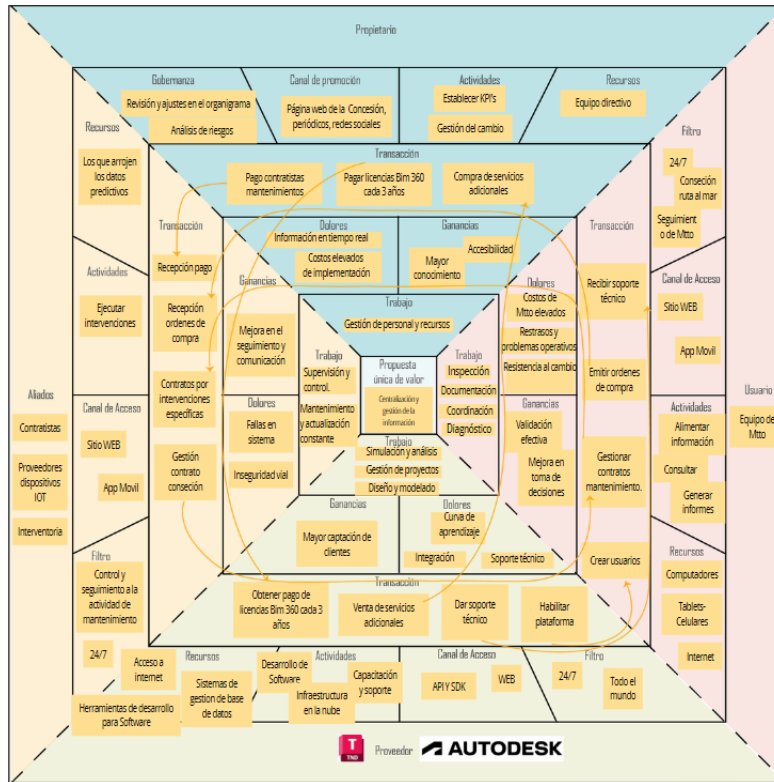 Propietario
Gobernanza
Revisión y ajustes en el organigrama
Análisis de riesgos
Canal de promoción
Página web de la Concesión,
periódicos, redes sociales
Actividades
Establecer KPI's
Gestión del cambio
Recursos
Equipo directivo
Transacción
Pago contratistas
mantenimientos
Pagar licencias Bim 360
cada 3 años
Compra de servicios
adicionales
Dolores
Información en tiempo real
Costos elevados
de implementación
Ganancias
Accesibilidad
Mayor
conocimiento
Trabajo
Gestión de personal y recursos
Aliados
Contratistas
Proveedores
dispositivos
IOT
Interventoria
Recursos
Los que arrojen
los datos
predictivos
Actividades
Ejecutar
intervenciones
Canal de Acceso
Sitio WEB
App Movil
Filtro
Control y
seguimiento a la
actividad de
mantenimiento
24/7
Transacción
Recepción pago
Recepción
ordenes de
compra
Contratos por
intervenciones
específicas
Gestión
contrato
conseción
Ganancias
Mejora en el
seguimiento y
comunicación
Dolores
Fallas en
sistema
Inseguridad vial
Trabajo
Supervisión y
control.
Mantenimiento
y actualización
constante
Propuesta
única de valor
Centralización y
gestión de la
información
Trabajo
Inspección
Documentación
Coordinación
Diagnóstico
Dolores
Costos de
Mtto elevados
Restrasos y
problemas operativos
Resistencia al cambio
Ganancias
Validación
efectiva
Mejora en
toma de
decisiones
Transacción
Recibir soporte
técnico
Emitir ordenes
de compra
Gestionar
contratos
mantenimiento.
Crear usuarios
Filtro
24/7
Conseción
ruta al mar
Seguimient
o de Mtto
Canal de Acceso
Sitio WEB
App Movil
Actividades
Alimentar
información
Consultar
Generar
informes
Recursos
Computadores
Tablets-
Celulares
Internet
Usuario
Equipo de
Mtto
Trabajo
Simulación y análisis
Gestión de proyectos
Diseño y modelado
Ganancias
Mayor captación de
clientes
Dolores
Curva de
aprendizaje
Integración
Soporte técnico
Transacción
Obtener pago de
licencias Bim 360 cada 3
años
Venta de servicios
adicionales
Dar soporte
técnico
Habilitar
plataforma
Recursos
Acceso a
internet
Sistemas de
gestion de base
de datos
Herramientas de desarrollo
para Software
Actividades
Desarrollo de
Software
Capacitación
y soporte
Infraestructura
en la nube
Canal de Acceso
API Y SDK
WEB
Filtro
24/7
Todo el
mundo
T
TND
Proveedor
AUTODESK